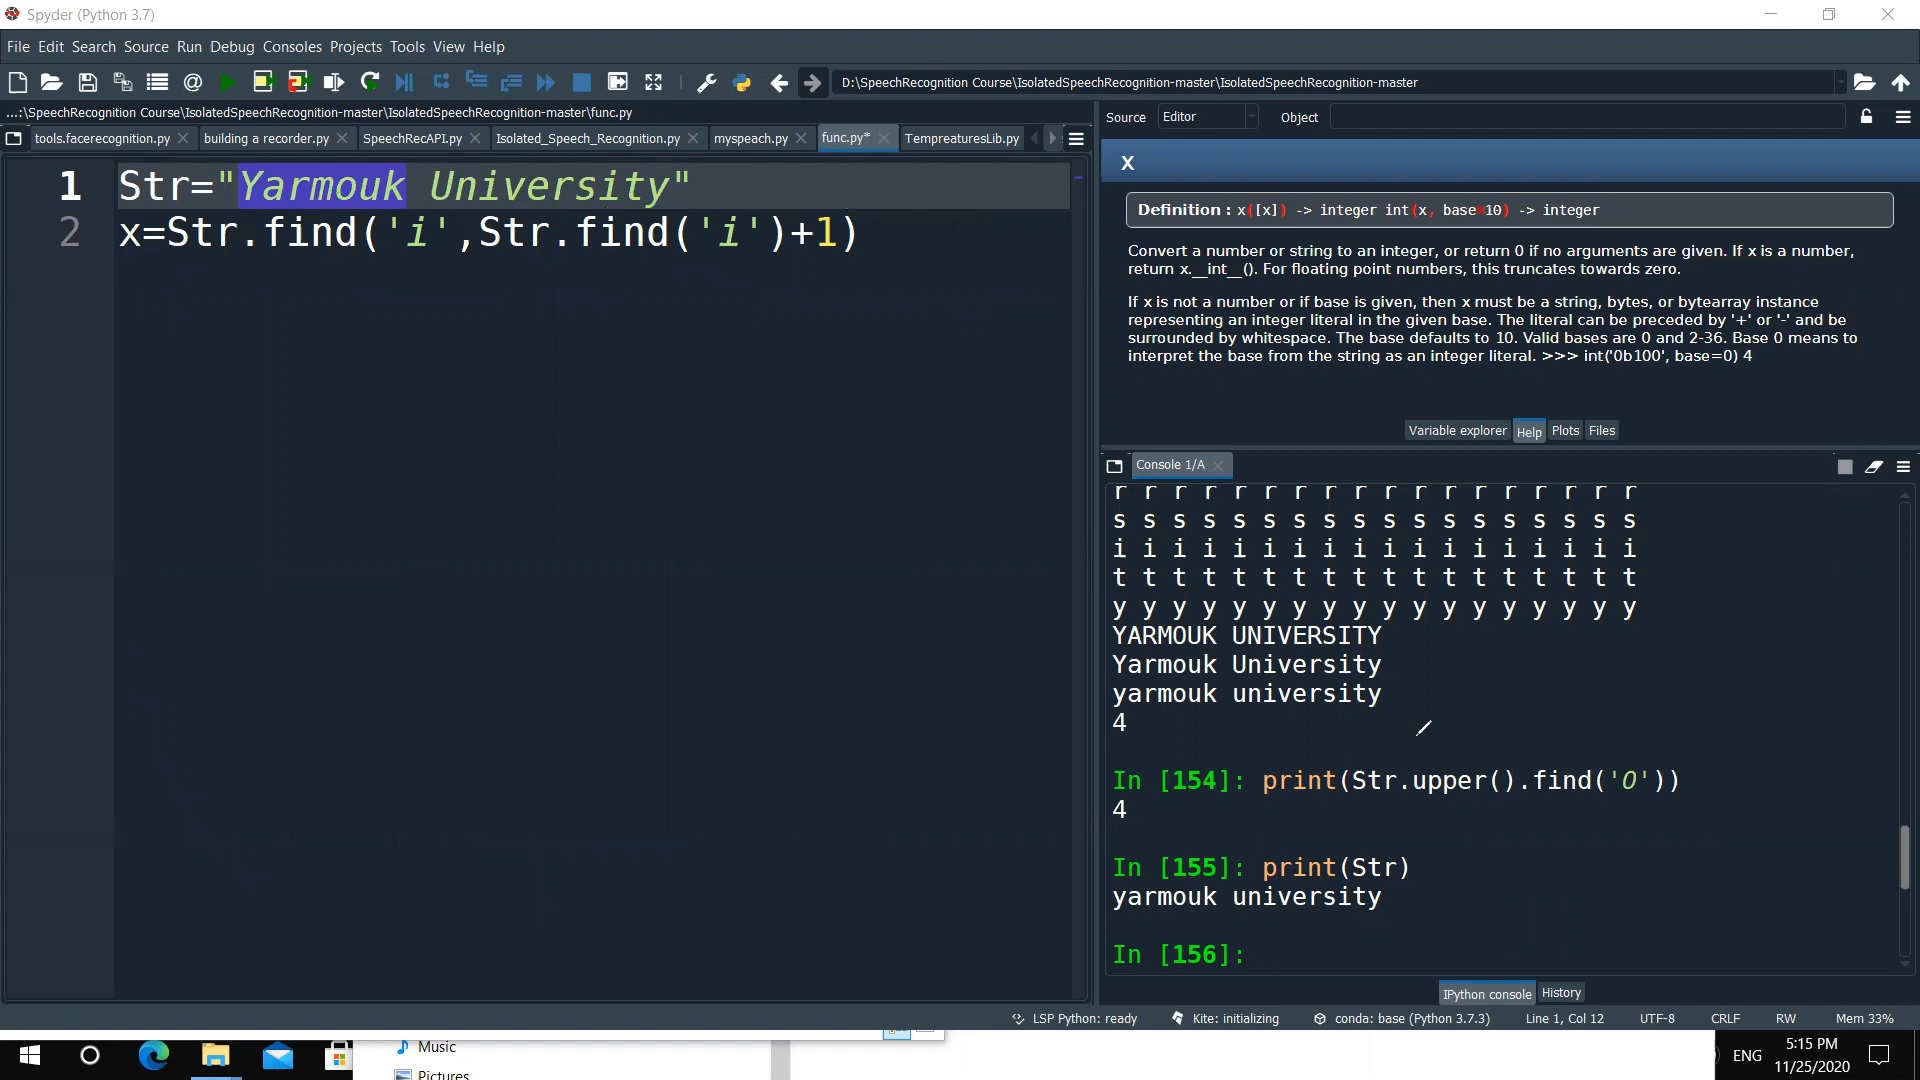 Spyder (Python 3.7)
File Edit Search Source Run Debug Consoles Projects Tools View Help
D:\SpeechRecognition Course\IsolatedSpeechRecognition-master\IsolatedSpeechRecognition-master
...:\SpeechRecognition Course\IsolatedSpeechRecognition-master\IsolatedSpeechRecognition-master\func.py
tools.facerecognition.py building a recorder.py SpeechRecAPI.py Isolated_Speech_Recognition.py myspeach.py func.py* TempreaturesLib.py
1 Str="Yarmouk University"
2 x=Str.find('i',Str.find('i')+1)
Source Editor Object
x
Definition : x([x]) -> integer int(x, base=10) -> integer
Convert a number or string to an integer, or return 0 if no arguments are given. If x is a number,
return x.__int__(). For floating point numbers, this truncates towards zero.
If x is not a number or if base is given, then x must be a string, bytes, or bytearray instance
representing an integer literal in the given base. The literal can be preceded by '+' or '-' and be
surrounded by whitespace. The base defaults to 10. Valid bases are 0 and 2-36. Base 0 means to
interpret the base from the string as an integer literal. >>> int('0b100', base=0) 4
Variable explorer Help Plots Files
Console 1/A
r r r r r r r r r r r r r r r r r r
s s s s s s s s s s s s s s s s s s
i i i i i i i i i i i i i i i i i i
t t t t t t t t t t t t t t t t t t
y y y y y y y y y y y y y y y y y y
YARMOUK UNIVERSITY
Yarmouk University
yarmouk university
4
In [154]: print(Str.upper().find('O'))
4
In [155]: print(Str)
yarmouk university
In [156]:
IPython console History
LSP Python: ready Kite: initializing conda: base (Python 3.7.3) Line 1, Col 12 UTF-8 CRLF RW Mem 33%
Music
Pictures
ENG
5:15 PM
11/25/2020